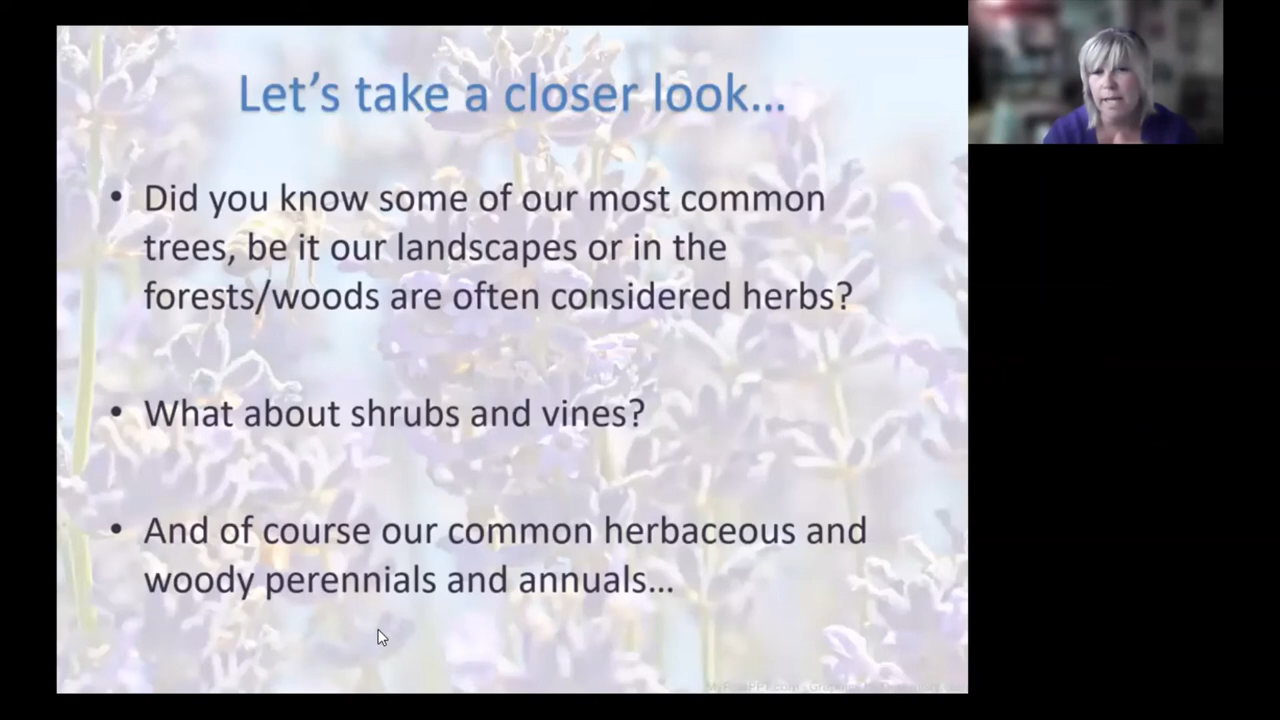 Let's take a closer look...
• Did you know some of our most common
trees, be it our landscapes or in the
forests/woods are often considered herbs?
• What about shrubs and vines?
• And of course our common herbaceous and
woody perennials and annuals...